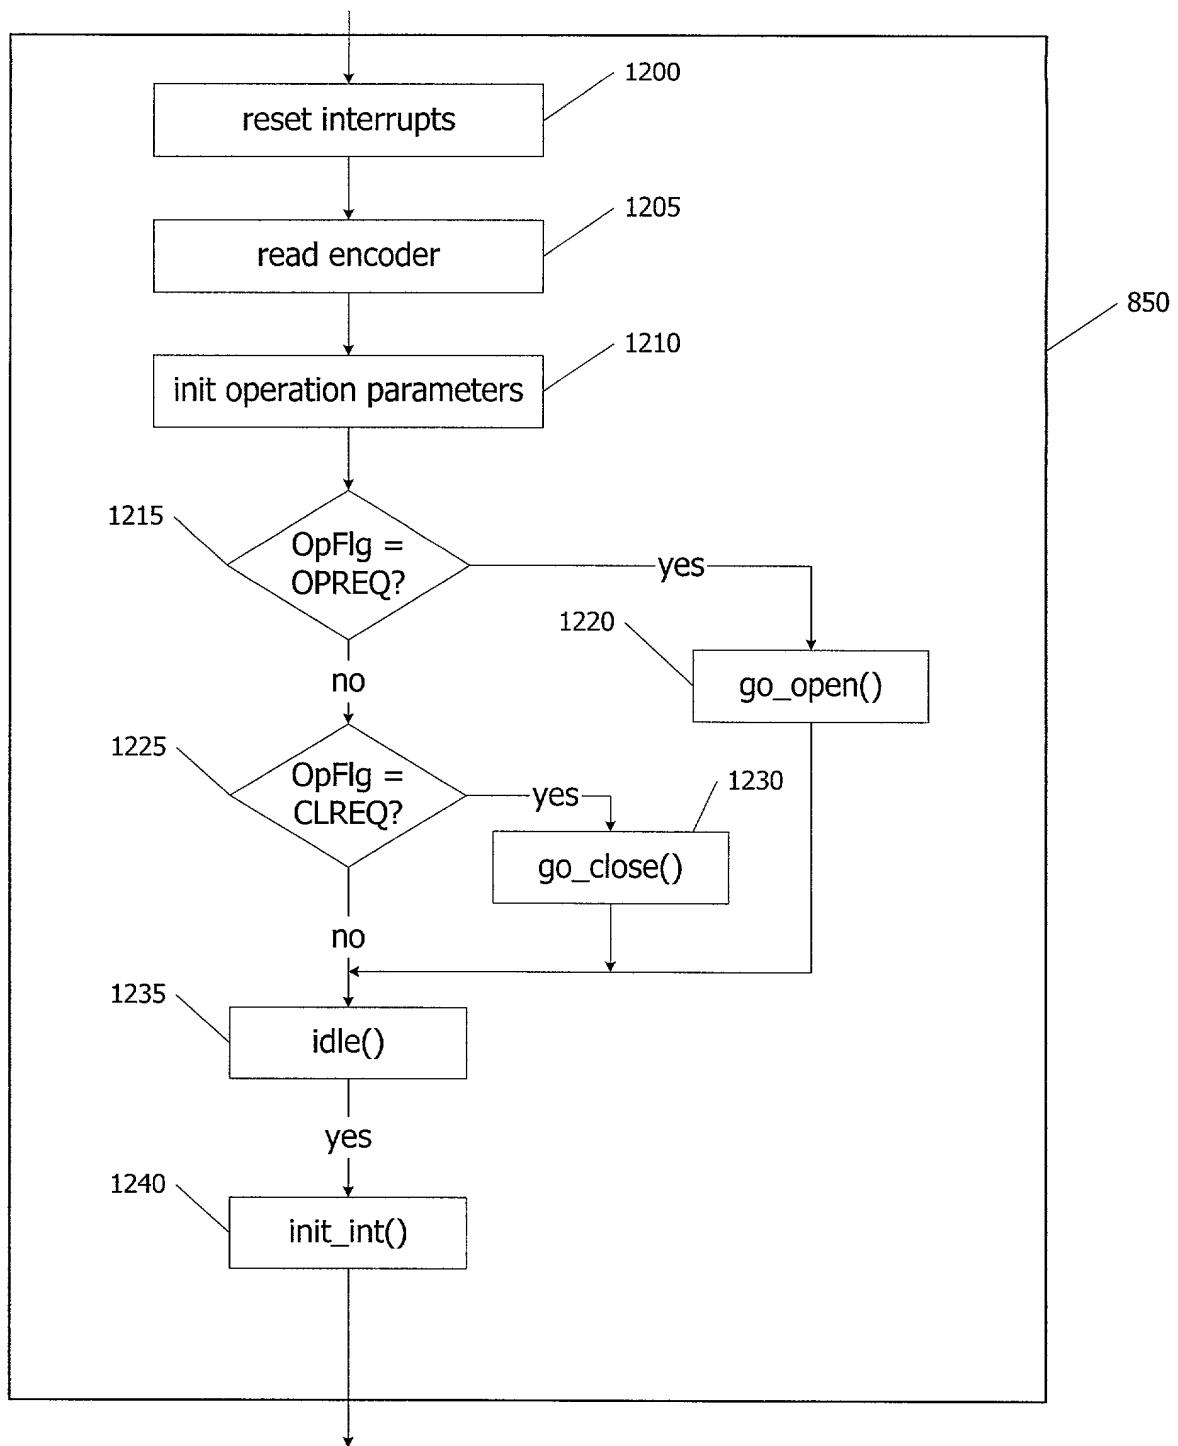 1200
reset interrupts
1205
read encoder
850
1210
init operation parameters
1215
OpFlg =
OPREQ?
yes
1220
go_open()
no
1225
OpFlg =
CLREQ?
yes
1230
go_close()
no
1235
idle()
yes
1240
init_int()